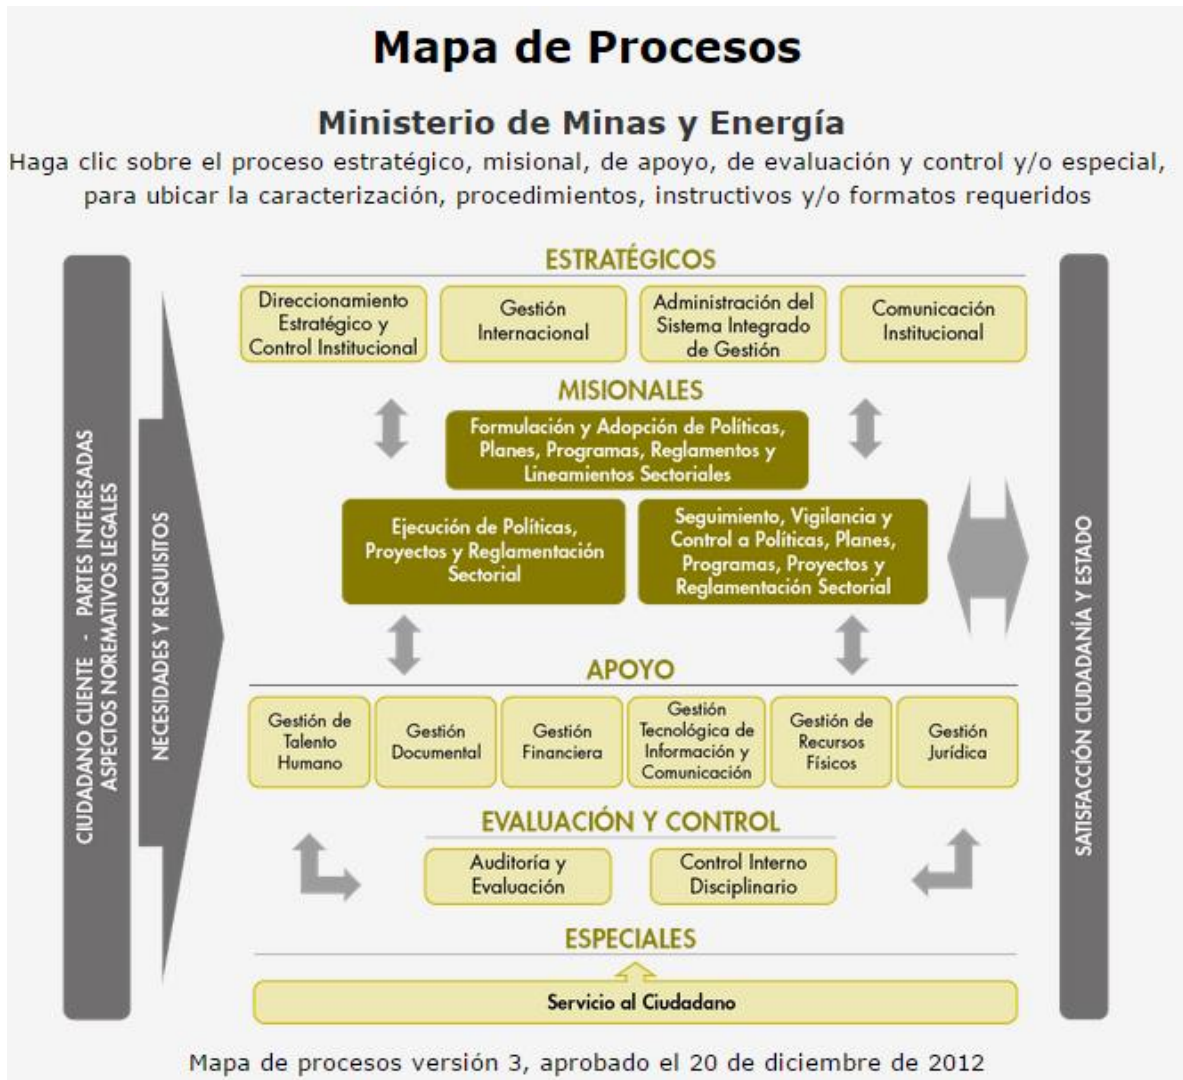 Mapa de Procesos
Ministerio de Minas y Energía
Haga clic sobre el proceso estratégico, misional, de apoyo, de evaluación y control y/o especial,
para ubicar la caracterización, procedimientos, instructivos y/o formatos requeridos
CIUDADANO CLIENTE - PARTES INTERESADAS
ASPECTOS NOREMATIVOS LEGALES
NECESIDADES Y REQUISITOS
ESTRATÉGICOS
Direccionamiento
Estratégico y
Control Institucional
Gestión
Internacional
Administración del
Sistema Integrado
de Gestión
Comunicación
Institucional
MISIONALES
Formulación y Adopción de Políticas,
Planes, Programas, Reglamentos y
Lineamientos Sectoriales
Ejecución de Políticas,
Proyectos y Reglamentación
Sectorial
Seguimiento, Vigilancia y
Control a Políticas, Planes,
Programas, Proyectos y
Reglamentación Sectorial
APOYO
Gestión de
Talento
Humano
Gestión
Documental
Gestión
Financiera
Gestión
Tecnológica de
Información y
Comunicación
Gestión de
Recursos
Físicos
Gestión
Jurídica
EVALUACIÓN Y CONTROL
Auditoría y
Evaluación
Control Interno
Disciplinario
ESPECIALES
Servicio al Ciudadano
SATISFACCIÓN CIUDADANÍA Y ESTADO
Mapa de procesos versión 3, aprobado el 20 de diciembre de 2012